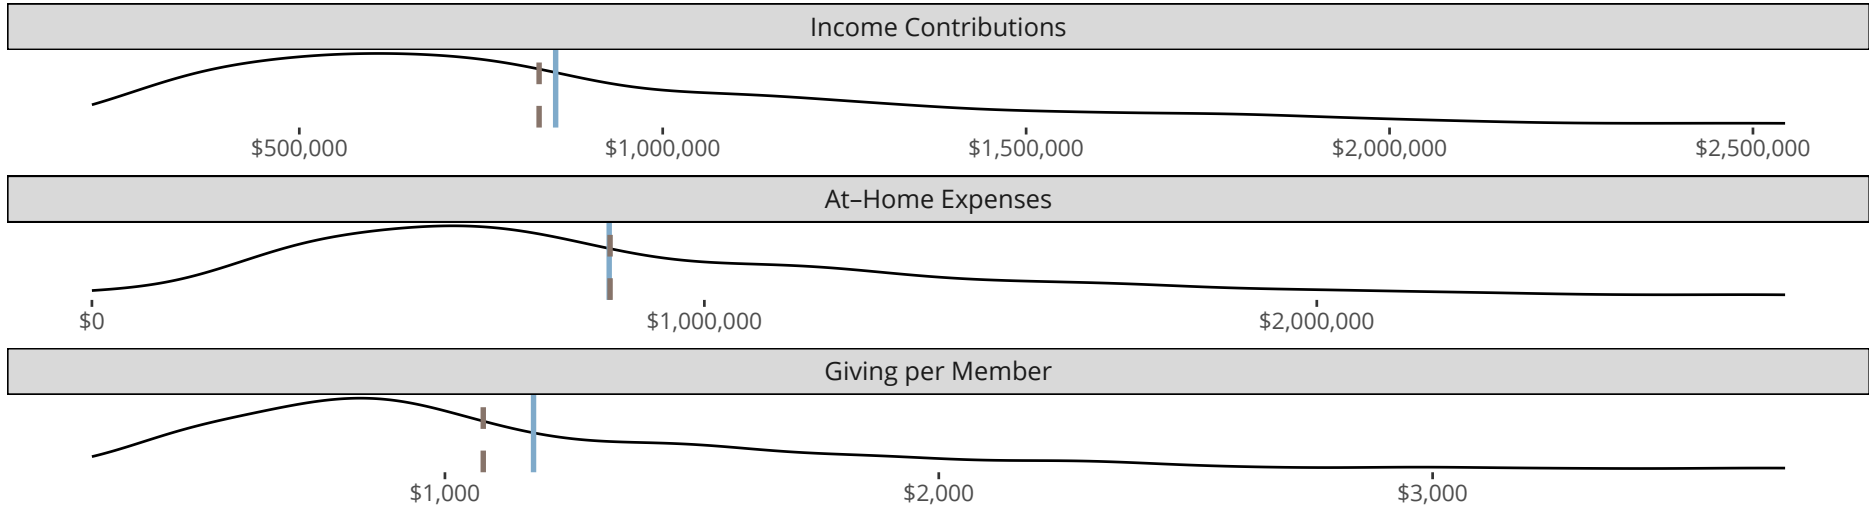 Income Contributions
$500,000 $1,000,000 $1,500,000 $2,000,000 $2,500,000
At–Home Expenses
$0 $1,000,000 $2,000,000
Giving per Member
$1,000 $2,000 $3,000